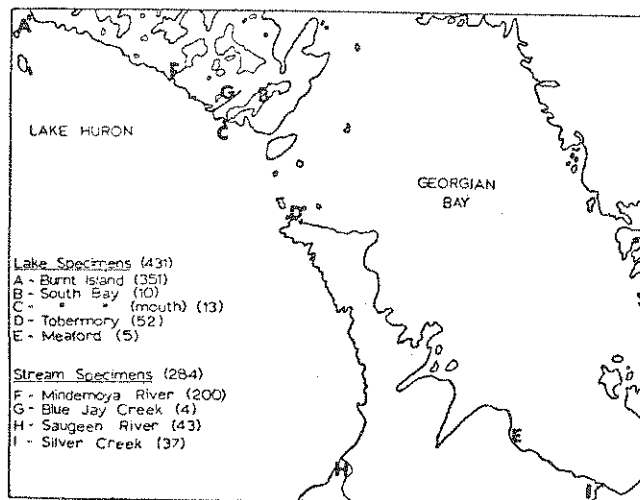 A
F
G
B
C
LAKE HURON
GEORGIAN
BAY
D
Lake Specimens (431)
A - Burnt Island (351)
B - South Bay (10)
C - " " (mouth) (13)
D - Tobermory (52)
E - Meaford (5)
Stream Specimens (284)
F - Mindemoya River (200)
G - Blue Jay Creek (4)
H - Saugeen River (43)
I - Silver Creek (37)
E
H
I